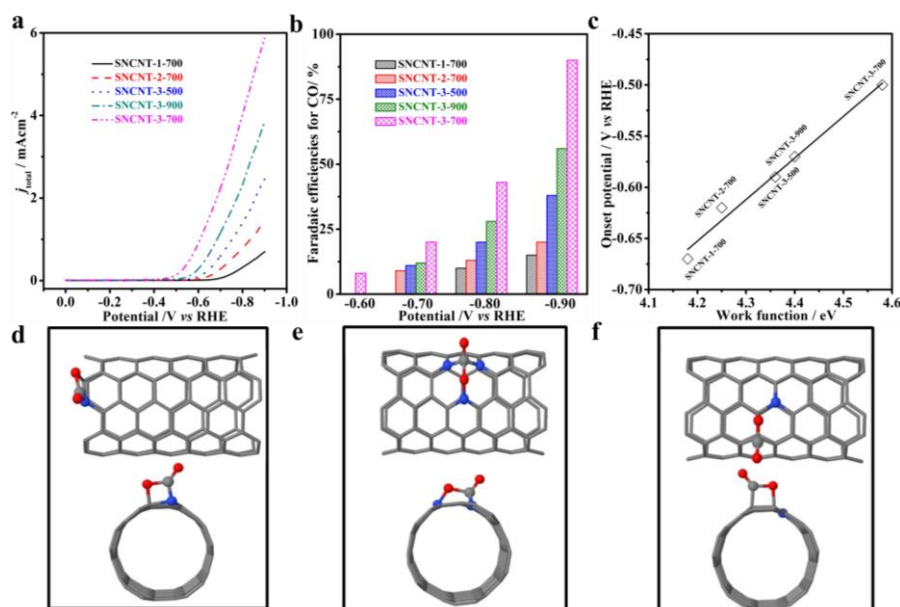 a
6
4
2
0
0.0 -0.2 -0.4 -0.6 -0.8 -1.0
j total / mAcm-2
Potential /V vs RHE
SNCNT-1-700
SNCNT-2-700
SNCNT-3-500
SNCNT-3-900
SNCNT-3-700
b
100
75
50
25
0
-0.60 -0.70 -0.80 -0.90
Faradaic efficiencies for CO/ %
Potential /V vs RHE
SNCNT-1-700
SNCNT-2-700
SNCNT-3-500
SNCNT-3-900
SNCNT-3-700
c
-0.45
-0.50
-0.55
-0.60
-0.65
-0.70
4.1 4.2 4.3 4.4 4.5 4.6
Onset potential / V vs RHE
Work function / eV
SNCNT-1-700
SNCNT-2-700
SNCNT-3-500
SNCNT-3-900
SNCNT-3-700
d
e
f